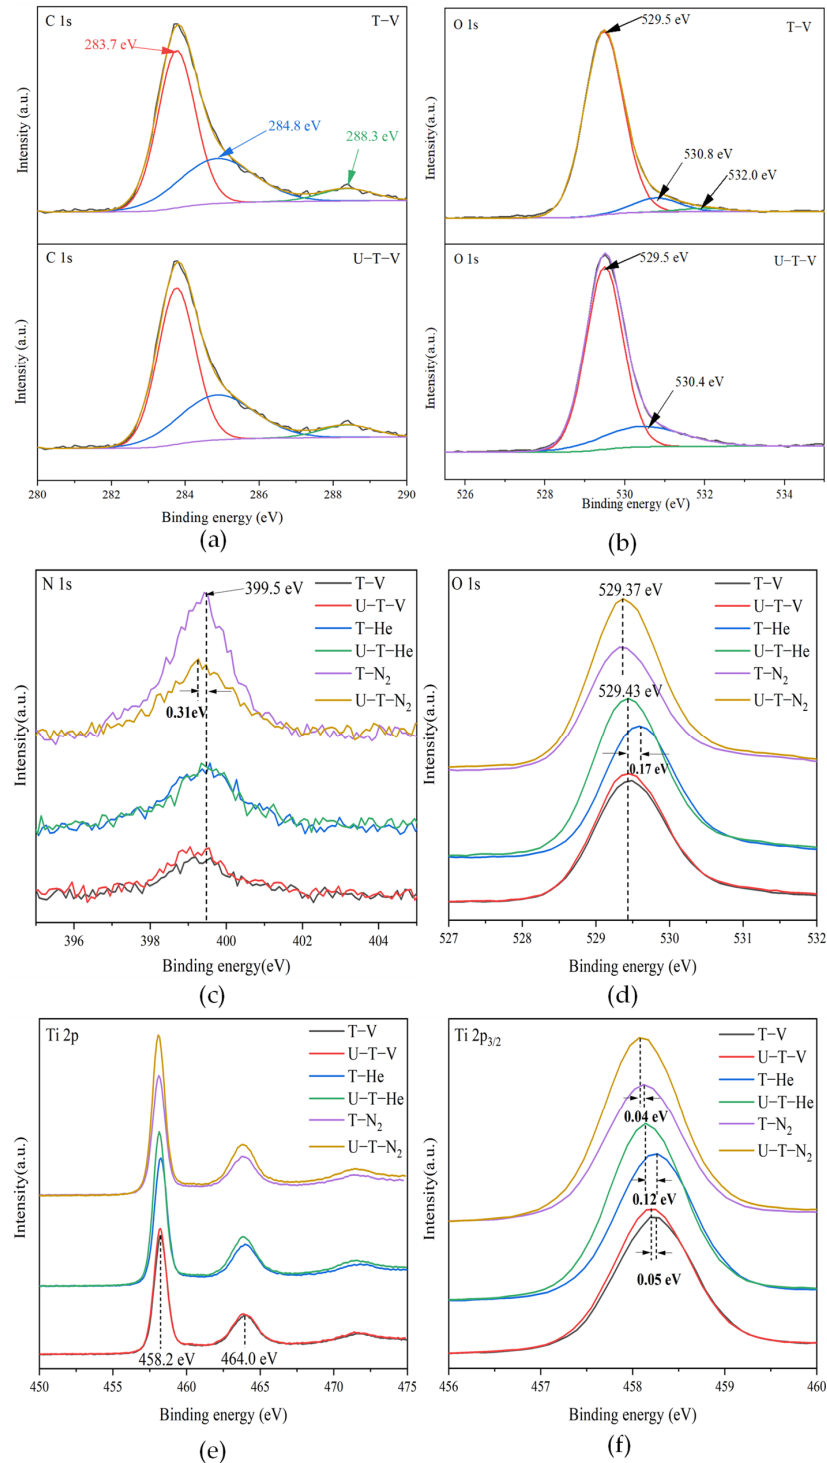 C 1s
T−V
283.7 eV
284.8 eV
288.3 eV
Intensity (a.u.)
C 1s
U−T−V
Intensity (a.u.)
280 282 284 286 288 290
Binding energy (eV)
(a)
O 1s
529.5 eV
T−V
530.8 eV
532.0 eV
Intensity(a.u.)
O 1s
529.5 eV
U−T−V
530.4 eV
Intensity(a.u.)
526 528 530 532 534
Binding energy (eV)
(b)
N 1s
399.5 eV
T−V
U−T−V
T−He
U−T−He
T−N₂
U−T−N₂
0.31eV
Intensity(a.u.)
396 398 400 402 404
Binding energy(eV)
(c)
O 1s
529.37 eV
T−V
U−T−V
T−He
U−T−He
T−N₂
U−T−N₂
529.43 eV
0.17 eV
Intensity(a.u.)
527 528 529 530 531 532
Binding energy (eV)
(d)
Ti 2p
T−V
U−T−V
T−He
U−T−He
T−N₂
U−T−N₂
458.2 eV
464.0 eV
Intensity(a.u.)
450 455 460 465 470 475
Binding energy (eV)
(e)
Ti 2p₃/₂
T−V
U−T−V
T−He
U−T−He
T−N₂
U−T−N₂
0.04 eV
0.12 eV
0.05 eV
Intensity(a.u.)
456 457 458 459 460
Binding energy (eV)
(f)